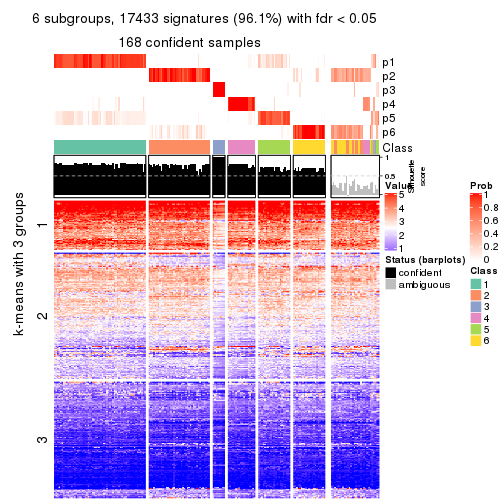 6 subgroups, 17433 signatures (96.1%) with fdr < 0.05
168 confident samples
p1
p2
p3
p4
p5
p6
Class
1
0.5
0
Silhouette
score
k-means with 3 groups
1
2
3
Value
5
4
3
2
1
Status (barplots)
confident
ambiguous
Prob
1
0.8
0.6
0.4
0.2
0
Class
1
2
3
4
5
6